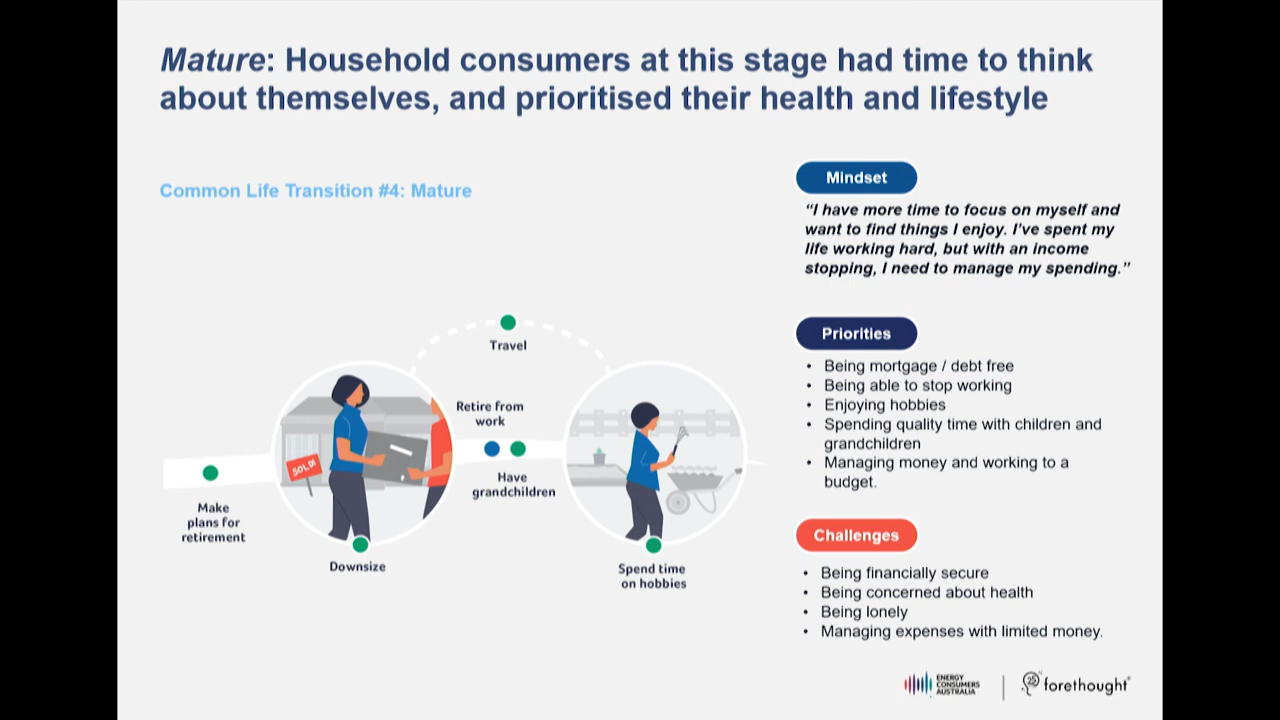 Mature: Household consumers at this stage had time to think
about themselves, and prioritised their health and lifestyle
Common Life Transition #4: Mature
Make
plans for
retirement
SOLD!
Downsize
Travel
Retire from
work
Have
grandchildren
Spend time
on hobbies
Mindset
“I have more time to focus on myself and
want to find things I enjoy. I’ve spent my
life working hard, but with an income
stopping, I need to manage my spending.”
Priorities
• Being mortgage / debt free
• Being able to stop working
• Enjoying hobbies
• Spending quality time with children and
grandchildren
• Managing money and working to a
budget.
Challenges
• Being financially secure
• Being concerned about health
• Being lonely
• Managing expenses with limited money.
ENERGY
CONSUMERS
AUSTRALIA
25
forethought